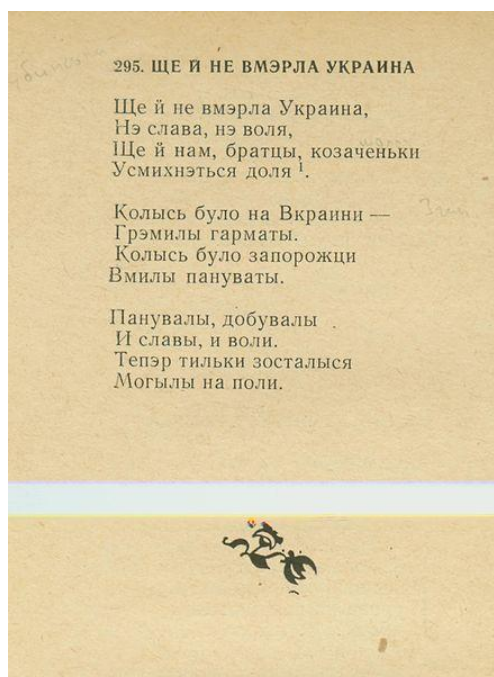 295. ЩЕ Й НЕ ВМЭРЛА УКРАИНА
Ще й не вмэрла Украина,
Нэ слава, нэ воля,
Ще й нам, братцы, козаченьки
Усмихнэться доля ¹.
Колысь було на Вкраини —
Грэмилы гарматы.
Колысь було запорожци
Вмилы пануваты.
Панувалы, добувалы
И славы, и воли.
Тепэр тильки зосталыся
Могылы на поли.